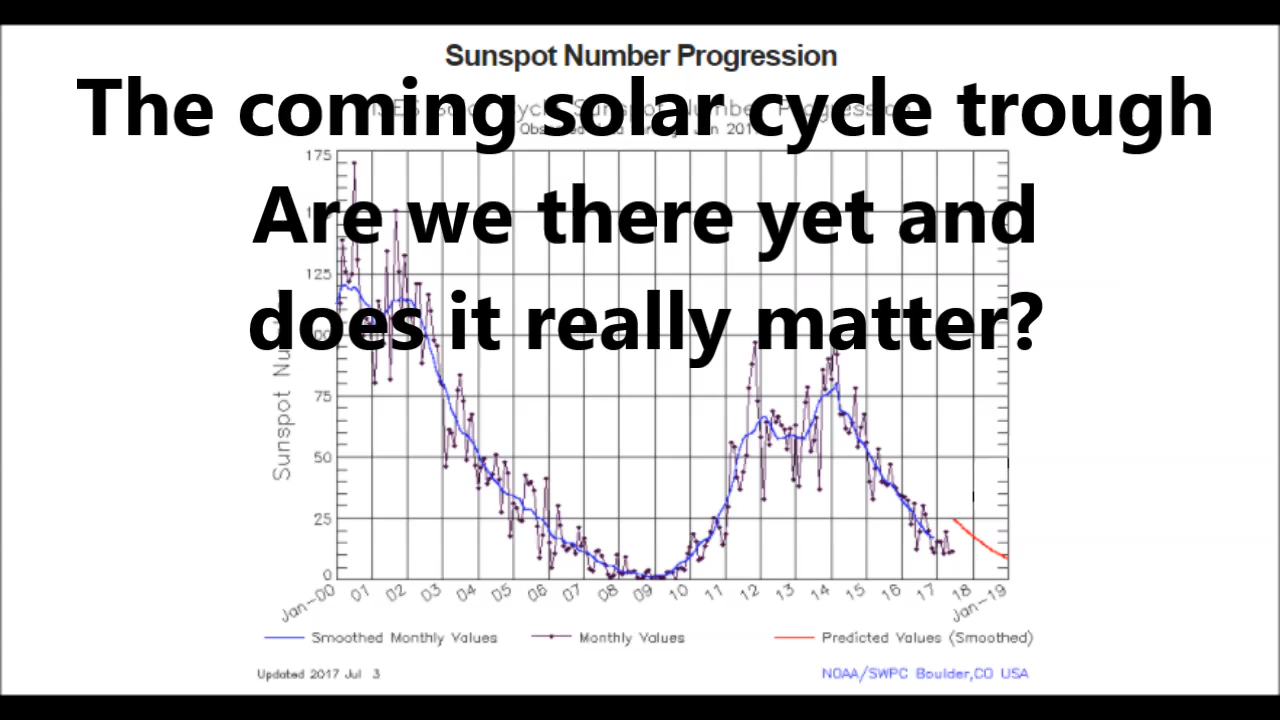 Sunspot Number Progression
The coming solar cycle trough
Are we there yet and
does it really matter?
175
125
75
50
25
0
Sunspot
Jan-00 01 02 03 04 05 06 07 08 09 10 11 12 13 14 15 16 17 18 Jan-19
Smoothed Monthly Values Monthly Values Predicted Values (Smoothed)
Updated 2017 Jul 3 NOAA/SWPC Boulder,CO USA